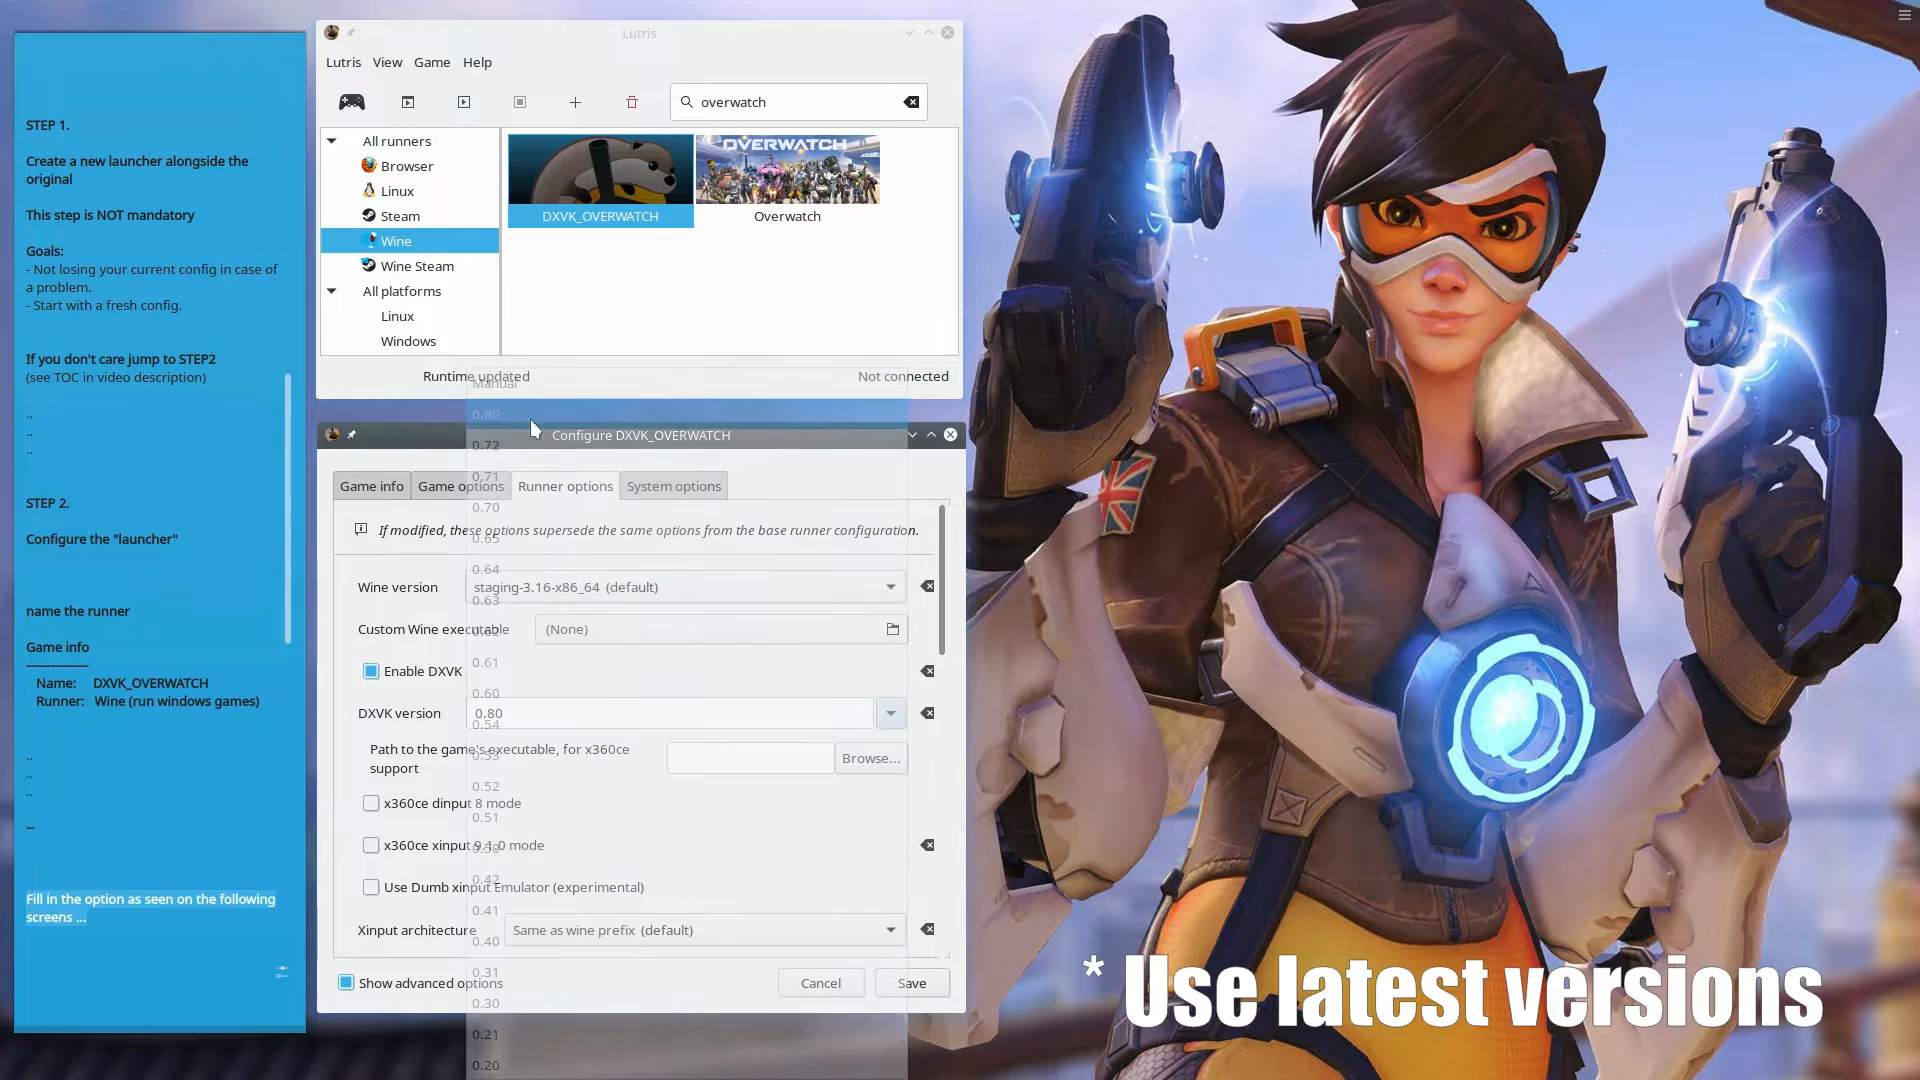 STEP 1.
Create a new launcher alongside the
original
This step is NOT mandatory
Goals:
- Not losing your current config in case of
a problem.
- Start with a fresh config.
If you don't care jump to STEP2
(see TOC in video description)
..
..
..
STEP 2.
Configure the "launcher"
name the runner
Game info
----------------
Name: DXVK_OVERWATCH
Runner: Wine (run windows games)
..
..
..
--
Fill in the option as seen on the following
screens ...
Lutris
Lutris View Game Help
overwatch
All runners
Browser
Linux
Steam
Wine
Wine Steam
All platforms
Linux
Windows
DXVK_OVERWATCH
OVERWATCH
Overwatch
Runtime updated
Not connected
Configure DXVK_OVERWATCH
Game info
Game options
Runner options
System options
If modified, these options supersede the same options from the base runner configuration.
Wine version
staging-3.16-x86_64 (default)
Custom Wine executable
(None)
Enable DXVK
DXVK version
0.80
Path to the game's executable, for x360ce
support
Browse...
x360ce dinput 8 mode
x360ce xinput 9.1.0 mode
Use Dumb xinput Emulator (experimental)
Xinput architecture
Same as wine prefix (default)
Show advanced options
Cancel
Save
Manual
0.80
0.72
0.71
0.70
0.65
0.64
0.63
0.62
0.61
0.60
0.54
0.53
0.52
0.51
0.50
0.42
0.41
0.40
0.31
0.30
0.21
0.20
* Use latest versions